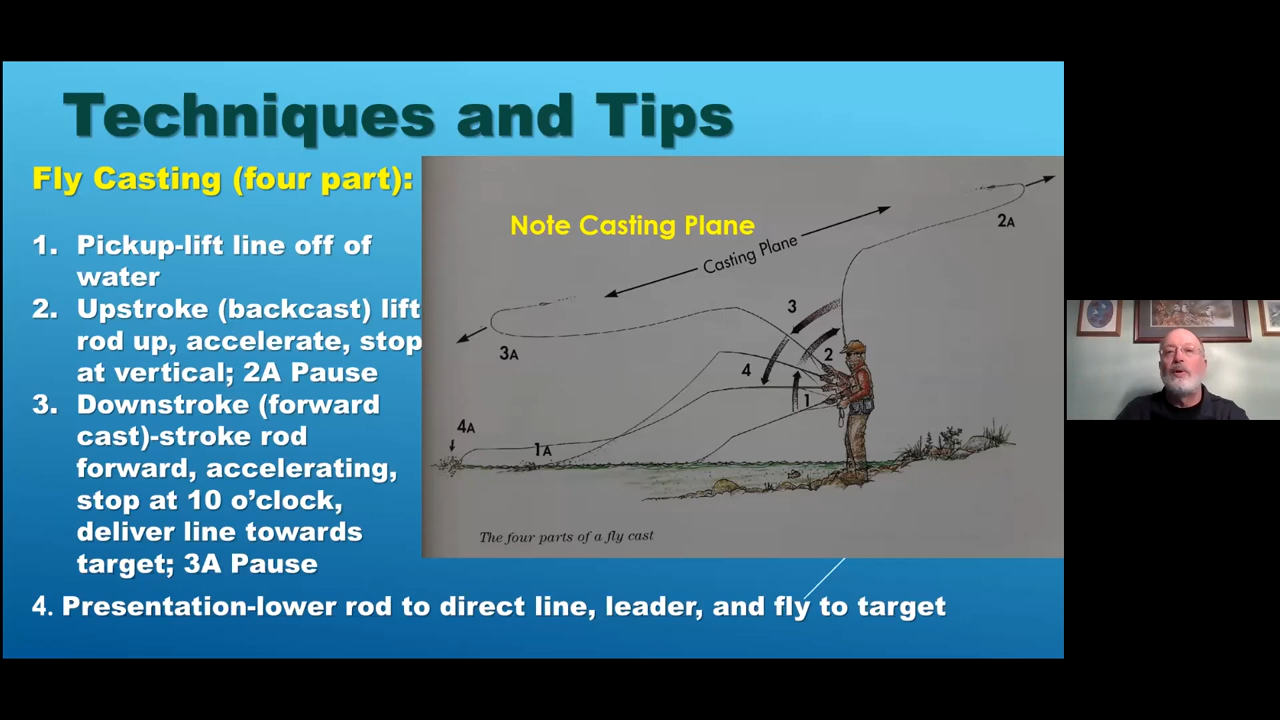 Techniques and Tips
Fly Casting (four part):
1. Pickup-lift line off of
water
2. Upstroke (backcast) lift
rod up, accelerate, stop
at vertical; 2A Pause
3. Downstroke (forward
cast)-stroke rod
forward, accelerating,
stop at 10 o’clock,
deliver line towards
target; 3A Pause
4. Presentation-lower rod to direct line, leader, and fly to target
Note Casting Plane
Casting Plane
2A
3
3A
2
4
1
4A
1A
The four parts of a fly cast